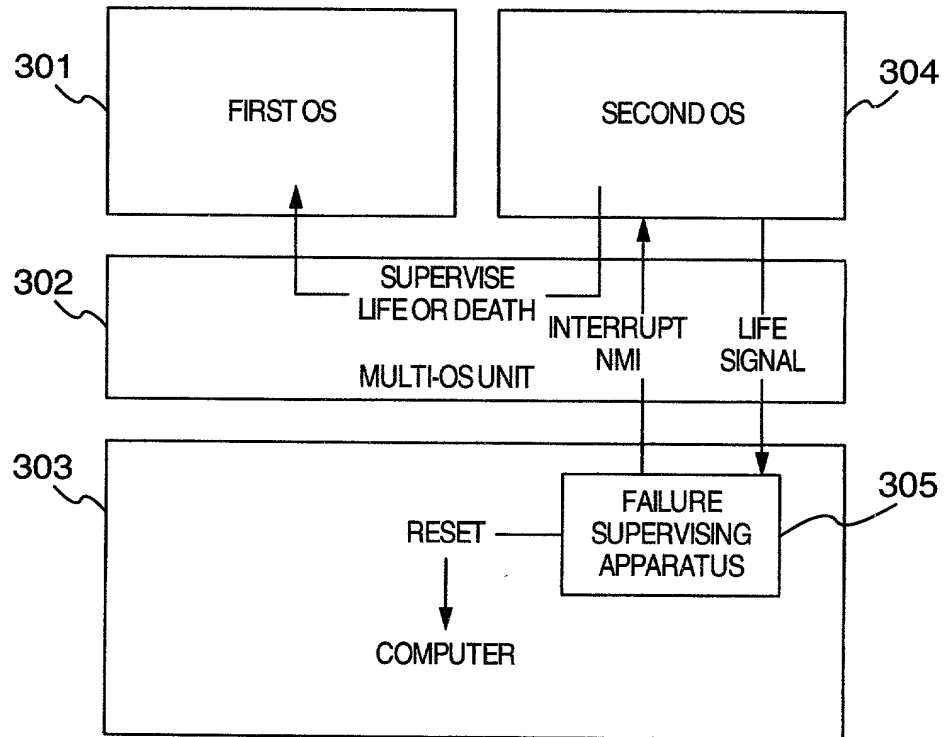 301
FIRST OS
SECOND OS
304
302
SUPERVISE
LIFE OR DEATH
INTERRUPT
NMI
LIFE
SIGNAL
MULTI-OS UNIT
303
305
FAILURE
SUPERVISING
APPARATUS
RESET
COMPUTER